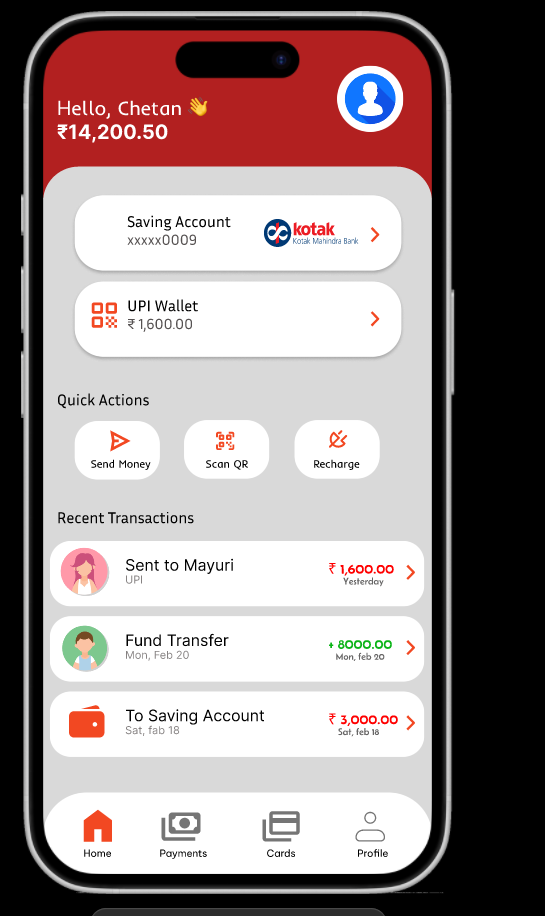 Hello, Chetan 👋
₹14,200.50
Saving Account
xxxxx0009
kotak
Kotak Mahindra Bank
UPI Wallet
₹ 1,600.00
Quick Actions
Send Money
Scan QR
Recharge
Recent Transactions
Sent to Mayuri
UPI
₹ 1,600.00
Yesterday
Fund Transfer
Mon, Feb 20
+ 8000.00
Mon, feb 20
To Saving Account
Sat, fab 18
₹ 3,000.00
Sat, feb 18
Home
Payments
Cards
Profile